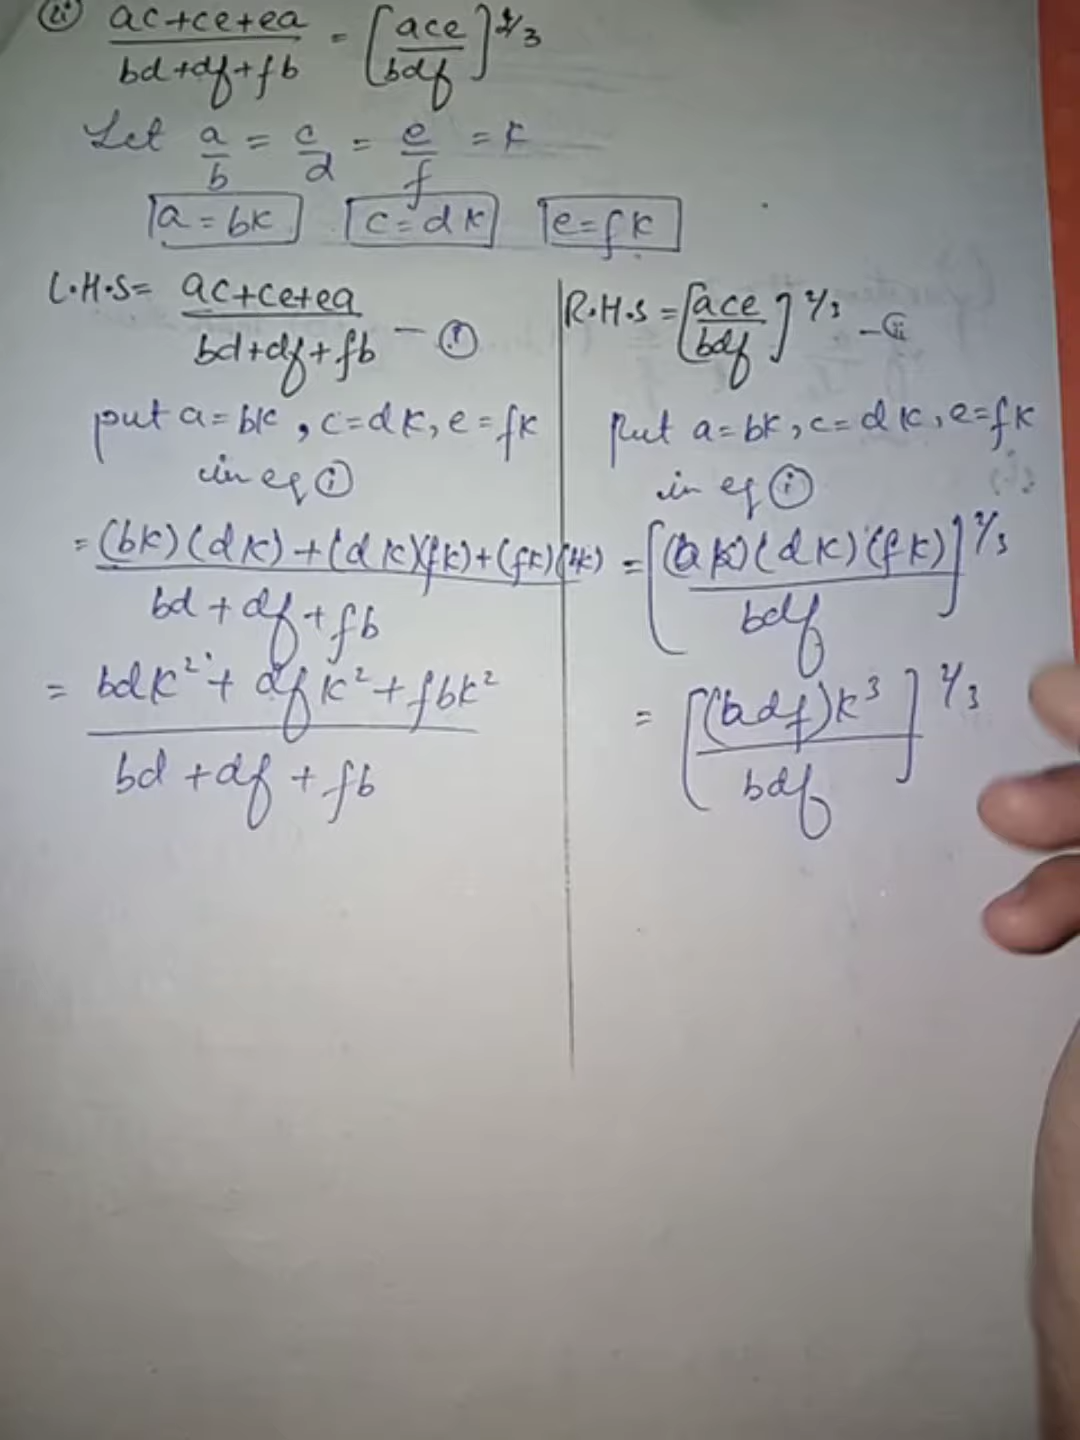 (ii) ac+ce+ea / bd+df+fb = [ace / bdf]^2/3
Let a/b = c/d = e/f = k
a = bk c = dk e = fk
L.H.S = ac+ce+ea / bd+df+fb — (i)
put a = bk, c = dk, e = fk
in eq (i)
= (bk)(dk) + (dk)(fk) + (fk)(bk) / bd + df + fb
= bdk² + dfk² + fbk² / bd + df + fb
R.H.S = [ace / bdf]^2/3 — (ii)
Put a = bk, c = dk, e = fk
in eq (i)
= [(bk)(dk)(fk) / bdf]^2/3
= [(bdf)k³ / bdf]^2/3